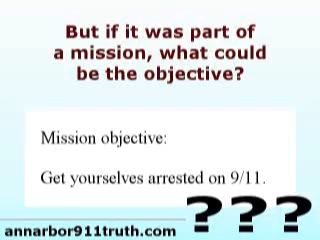 But if it was part of
a mission, what could
be the objective?
Mission objective:
Get yourselves arrested on 9/11.
???
annarbor911truth.com